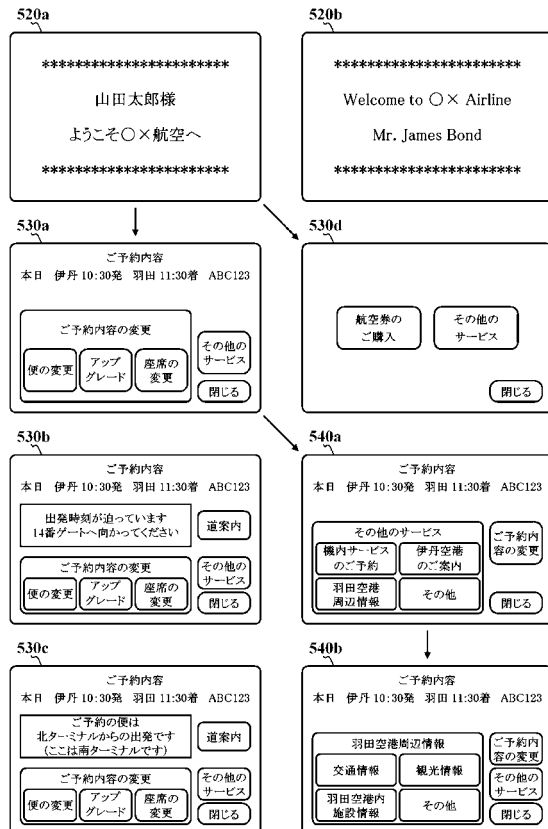 520a
***********************
山田太郎様
ようこそ○×航空へ
***********************
520b
***********************
Welcome to ○× Airline
Mr. James Bond
***********************
530a
ご予約内容
本日 伊丹 10:30発 羽田 11:30着 ABC123
ご予約内容の変更
便の変更
アップ
グレード
座席の
変更
その他の
サービス
閉じる
530d
航空券の
ご購入
その他の
サービス
閉じる
530b
ご予約内容
本日 伊丹 10:30発 羽田 11:30着 ABC123
出発時刻が迫っています
14番ゲートへ向かってください
道案内
ご予約内容の変更
便の変更
アップ
グレード
座席の
変更
その他の
サービス
閉じる
540a
ご予約内容
本日 伊丹 10:30発 羽田 11:30着 ABC123
その他のサービス
機内サービス
のご予約
伊丹空港
のご案内
羽田空港
周辺情報
その他
ご予約内
容の変更
閉じる
530c
ご予約内容
本日 伊丹 10:30発 羽田 11:30着 ABC123
ご予約の便は
北ターミナルからの出発です
(ここは南ターミナルです)
道案内
ご予約内容の変更
便の変更
アップ
グレード
座席の
変更
その他の
サービス
閉じる
540b
ご予約内容
本日 伊丹 10:30発 羽田 11:30着 ABC123
羽田空港周辺情報
交通情報
観光情報
羽田空港内
施設情報
その他
ご予約内
容の変更
その他の
サービス
閉じる